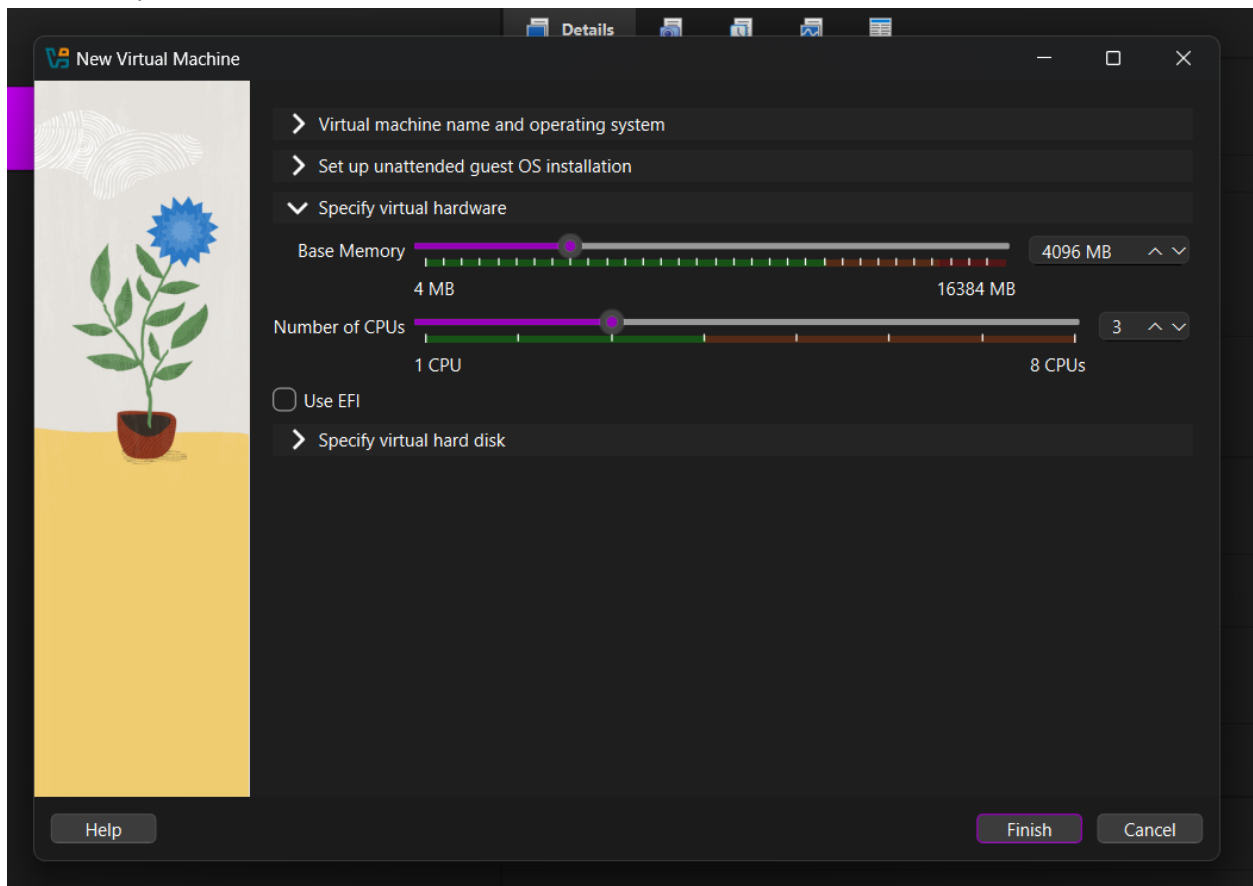 Details
New Virtual Machine
Virtual machine name and operating system
Set up unattended guest OS installation
Specify virtual hardware
Base Memory 4096 MB
4 MB 16384 MB
Number of CPUs 3
1 CPU 8 CPUs
Use EFI
Specify virtual hard disk
Help Finish Cancel